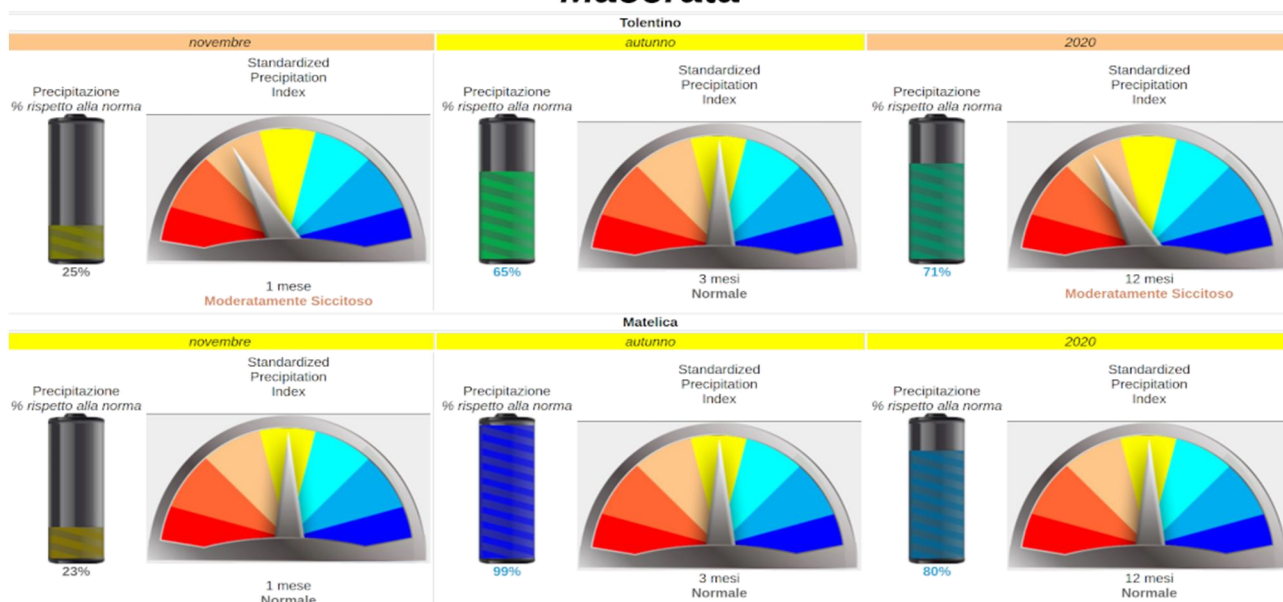 Macerata
Tolentino
novembre
autunno
2020
Precipitazione
% rispetto alla norma
Standardized
Precipitation
Index
25%
1 mese
Moderatamente Siccitoso
Precipitazione
% rispetto alla norma
Standardized
Precipitation
Index
65%
3 mesi
Normale
Precipitazione
% rispetto alla norma
Standardized
Precipitation
Index
71%
12 mesi
Moderatamente Siccitoso
Matelica
novembre
autunno
2020
Precipitazione
% rispetto alla norma
Standardized
Precipitation
Index
23%
1 mese
Normale
Precipitazione
% rispetto alla norma
Standardized
Precipitation
Index
99%
3 mesi
Normale
Precipitazione
% rispetto alla norma
Standardized
Precipitation
Index
80%
12 mesi
Normale